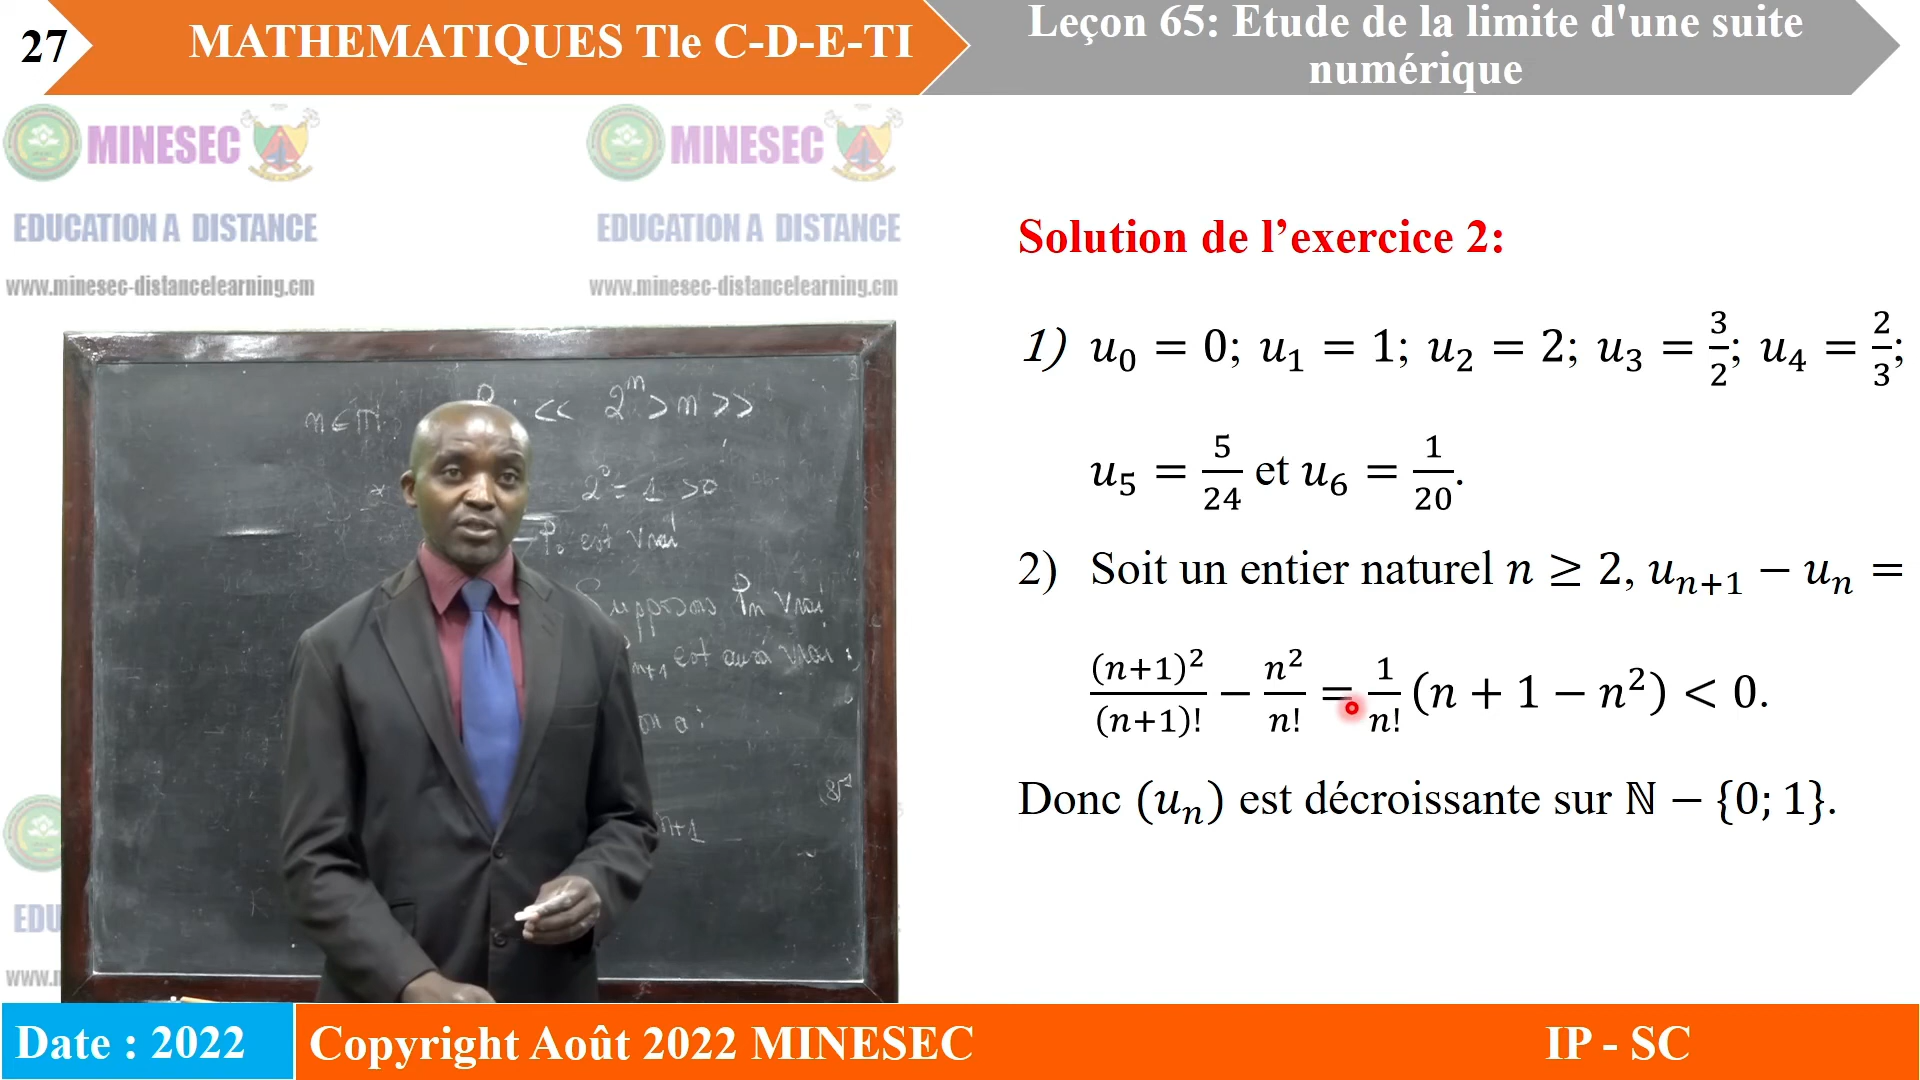 27
MATHEMATIQUES Tle C-D-E-TI
Leçon 65: Etude de la limite d'une suite
numérique
MINESEC
MINESEC
EDUCATION A DISTANCE
EDUCATION A DISTANCE
www.minesec-distancelearning.cm
www.minesec-distancelearning.cm
2ⁿ > n >>
2⁰ = 1 > 0
P₀ est vrai
Supposons Pn vrai
n+1 est aussi vrai :
on a :
n+1
EDU
www.
Solution de l’exercice 2:
1) u₀ = 0; u₁ = 1; u₂ = 2; u₃ = 3/2; u₄ = 2/3;
u₅ = 5/24 et u₆ = 1/20.
2) Soit un entier naturel n ≥ 2, uₙ₊₁ − uₙ =
(n+1)²/(n+1)! − n²/n! = 1/n! (n + 1 − n²) < 0.
Donc (uₙ) est décroissante sur ℕ − {0; 1}.
Date : 2022
Copyright Août 2022 MINESEC
IP - SC